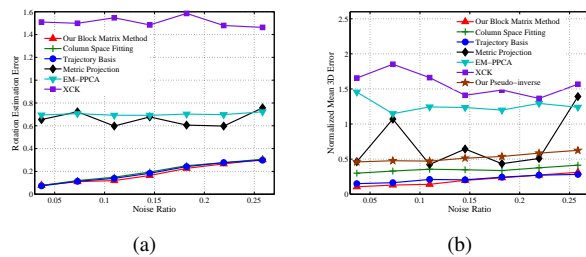 1.6
1.4
1.2
1
0.8
0.6
0.4
0.2
0
Rotation Estimation Error
Our Block Matrix Method
Column Space Fitting
Trajectory Basis
Metric Projection
EM−PPCA
XCK
0.05
0.1
0.15
0.2
0.25
Noise Ratio
(a)
2.5
2
1.5
1
0.5
0
Normalized Mean 3D Error
Our Block Matrix Method
Column Space Fitting
Trajectory Basis
Metric Projection
EM−PPCA
XCK
Our Pseudo−inverse
0.05
0.1
0.15
0.2
0.25
Noise Ratio
(b)